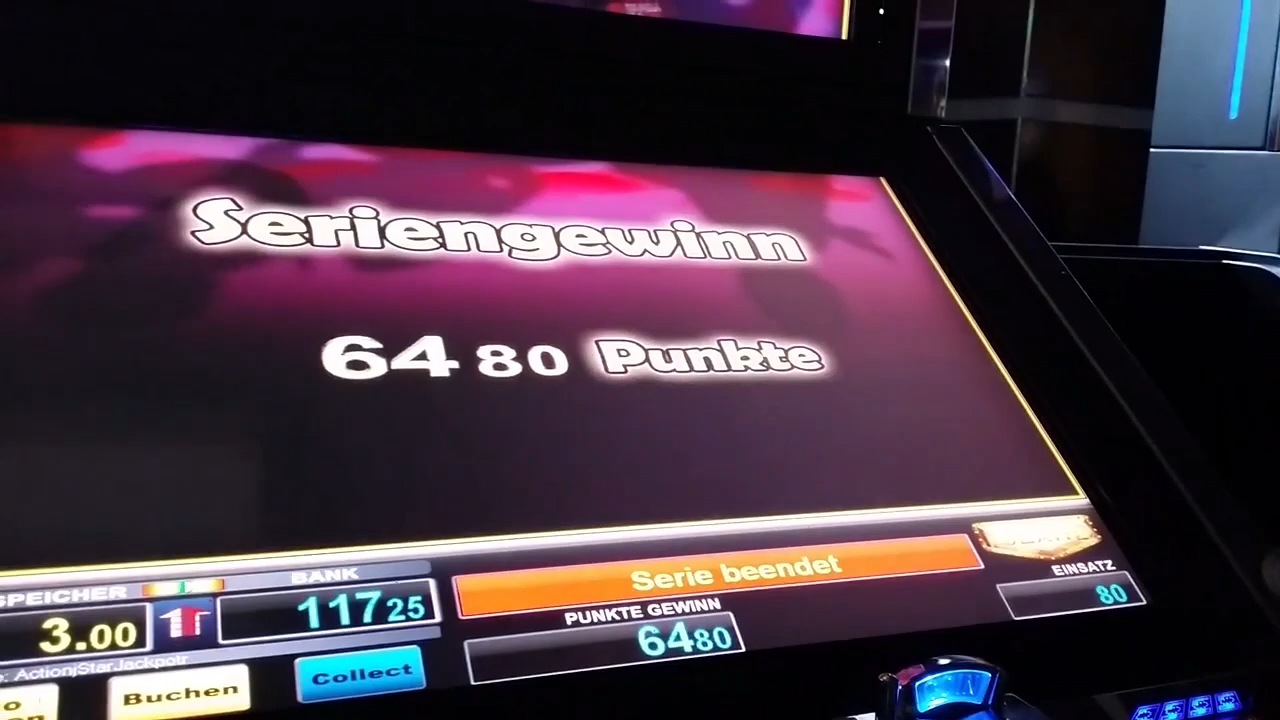 Seriengewinn
64 80 Punkte
Serie beendet
SPEICHER
BANK
PUNKTE GEWINN
EINSATZ
3.00
117 25
64 80
80
ActionjStarJackpotr
Buchen
Collect